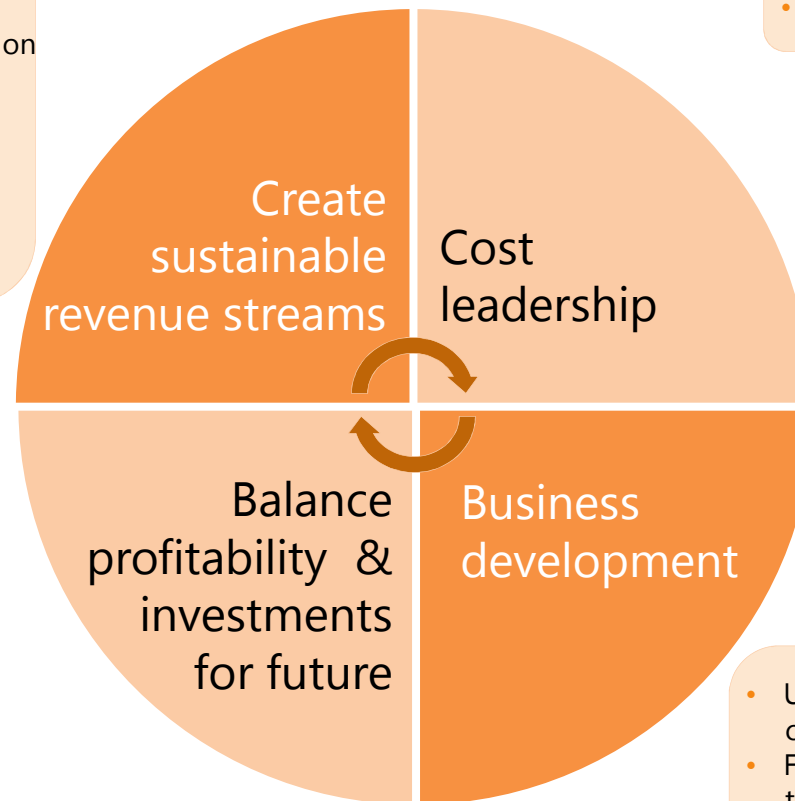 on
Create
sustainable
revenue streams
Cost
leadership
Balance
profitability &
investments
for future
Business
development